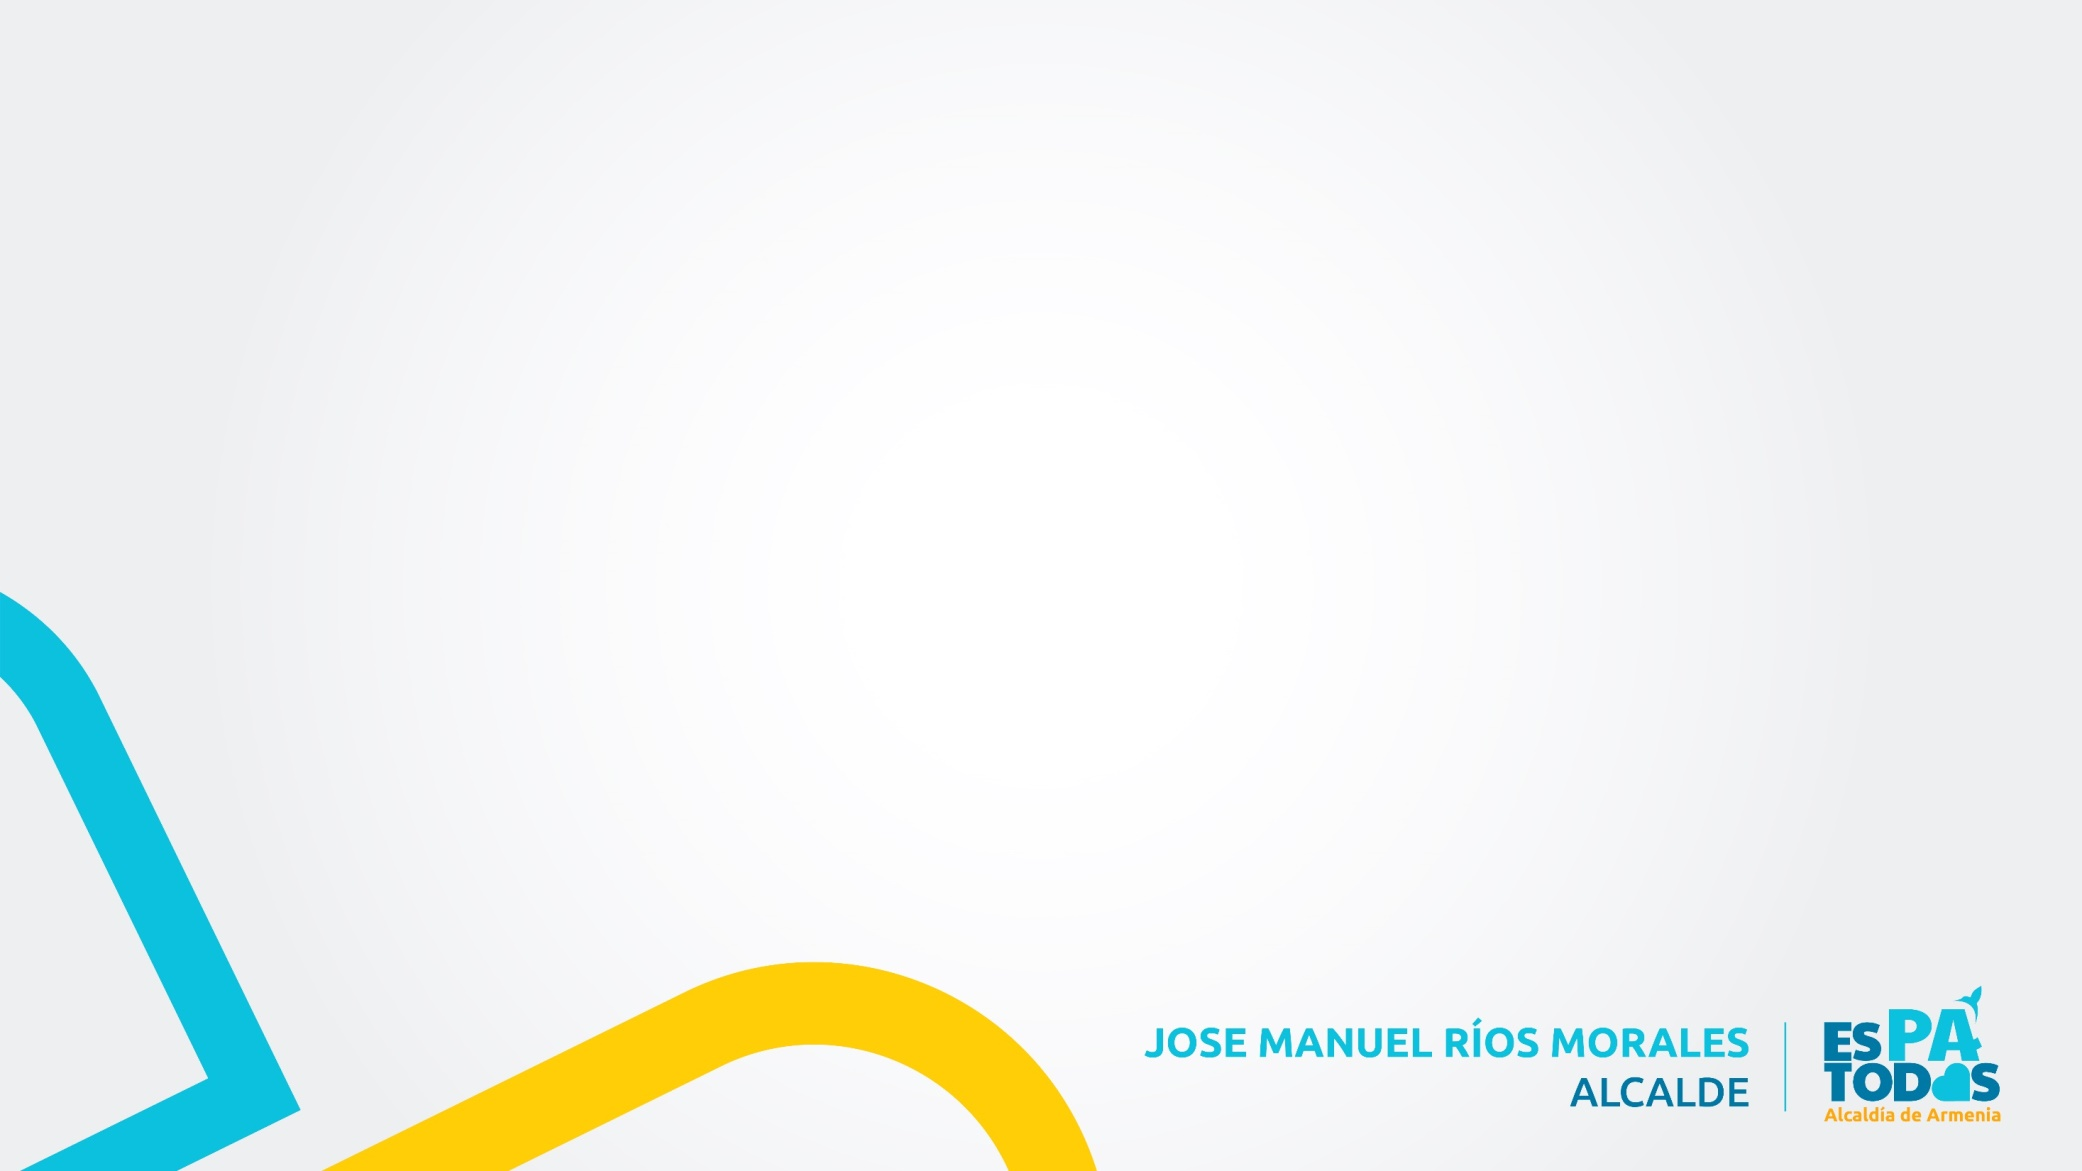 JOSE MANUEL RÍOS MORALES
ALCALDE
ES PA
TODOS
Alcaldía de Armenia